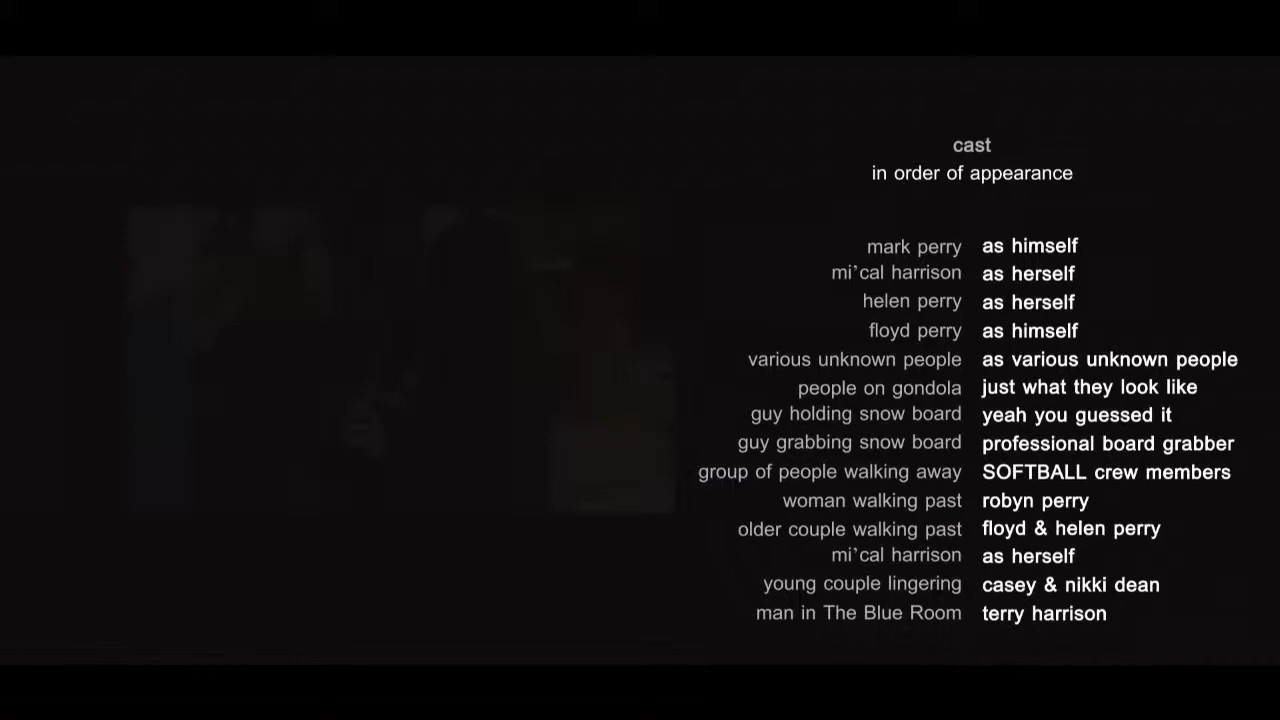 cast
in order of appearance
mark perry as himself
mi'cal harrison as herself
helen perry as herself
floyd perry as himself
various unknown people as various unknown people
people on gondola just what they look like
guy holding snow board yeah you guessed it
guy grabbing snow board professional board grabber
group of people walking away SOFTBALL crew members
woman walking past robyn perry
older couple walking past floyd & helen perry
mi'cal harrison as herself
young couple lingering casey & nikki dean
man in The Blue Room terry harrison